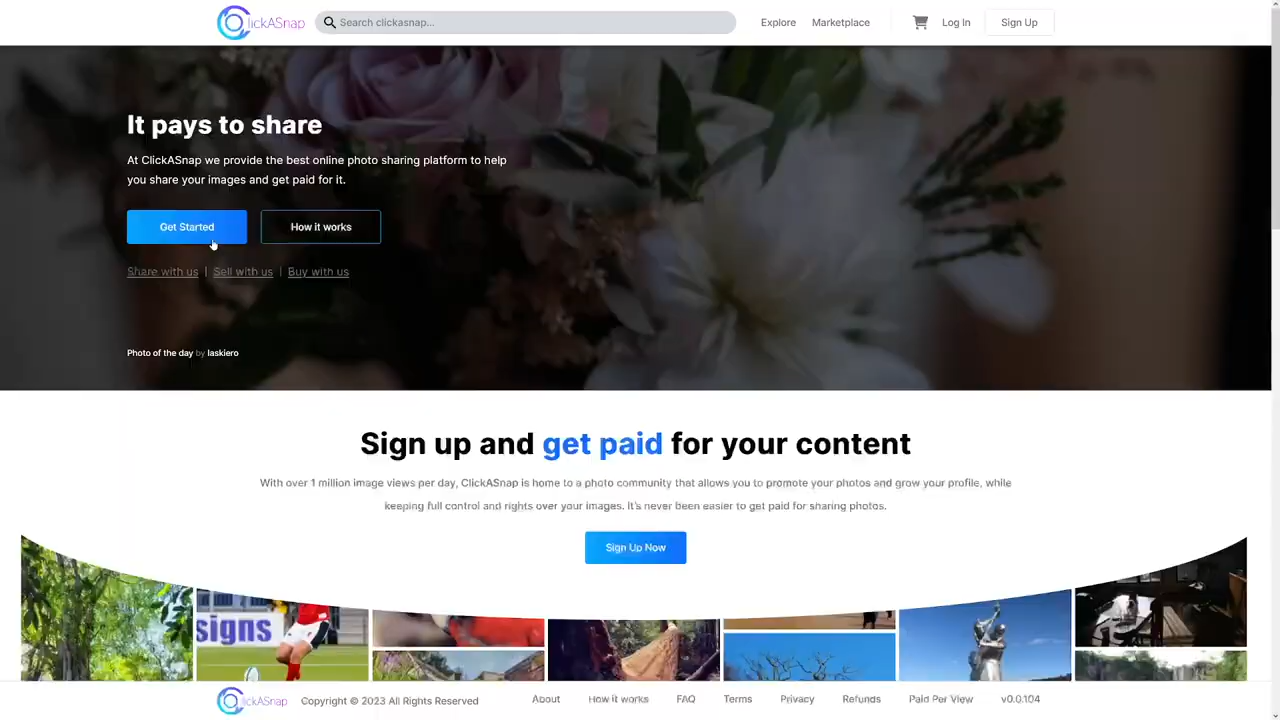 lickASnap
Search clickasnap...
Explore
Marketplace
Log In
Sign Up
It pays to share
At ClickASnap we provide the best online photo sharing platform to help
you share your images and get paid for it.
Get Started
How it works
Share with us | Sell with us | Buy with us
Photo of the day by laskiero
Sign up and get paid for your content
With over 1 million image views per day, ClickASnap is home to a photo community that allows you to promote your photos and grow your profile, while
keeping full control and rights over your images. It's never been easier to get paid for sharing photos.
Sign Up Now
signs
lickASnap
Copyright © 2023 All Rights Reserved
About
How it works
FAQ
Terms
Privacy
Refunds
Paid Per View
v0.0.104